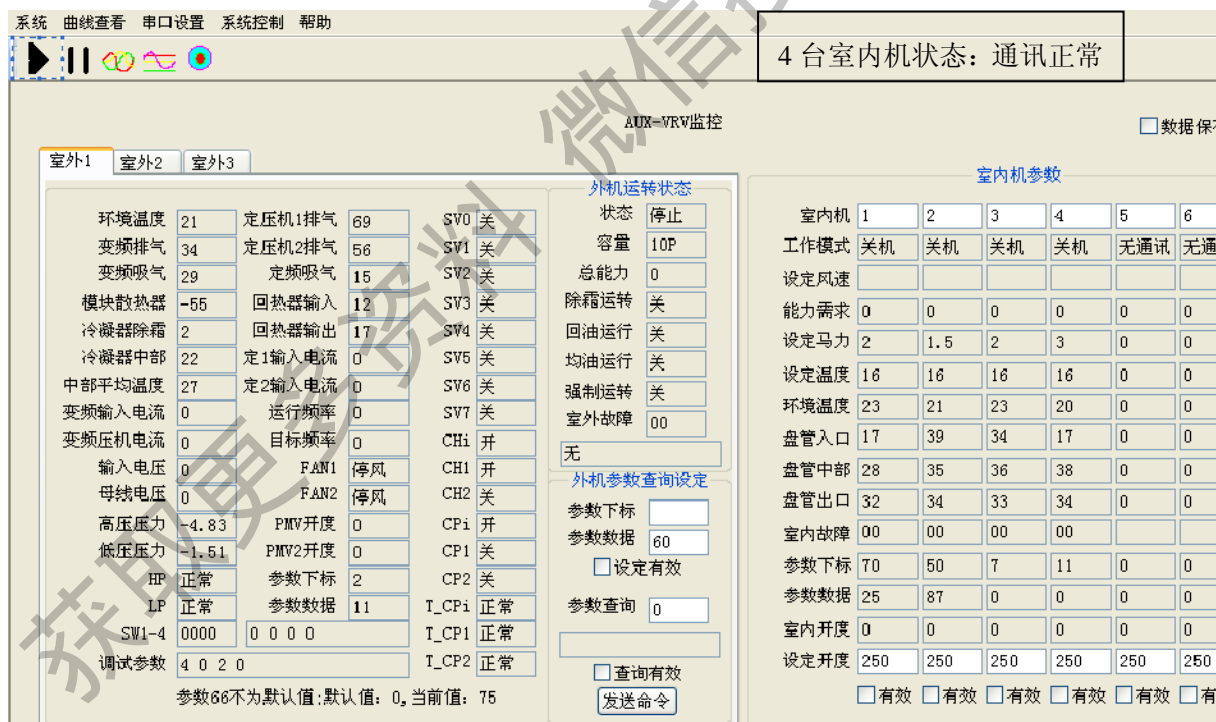 系统 曲线查看 串口设置 系统控制 帮助
4台室内机状态：通讯正常
AUX-VRV监控
数据保
室外1 室外2 室外3
环境温度 21 定压机1排气 69 SV0 关
变频排气 34 定压机2排气 56 SV1 关
变频吸气 29 定频吸气 15 SV2 关
模块散热器 -55 回热器输入 12 SV3 关
冷凝器除霜 2 回热器输出 17 SV4 关
冷凝器中部 22 定1输入电流 0 SV5 关
中部平均温度 27 定2输入电流 0 SV6 关
变频输入电流 0 运行频率 0 SV7 关
变频压机电流 0 目标频率 0 CHi 开
输入电压 0 FAN1 停风 CH1 开
母线电压 0 FAN2 停风 CH2 关
高压压力 -4.83 PMV开度 0 CPi 开
低压压力 -1.51 PMV2开度 0 CP1 关
HP 正常 参数下标 2 CP2 关
LP 正常 参数数据 11 T_CPi 正常
SW1-4 0000 0 0 0 0 T_CP1 正常
调试参数 4 0 2 0 T_CP2 正常
参数66不为默认值;默认值: 0,当前值: 75
外机运转状态
状态 停止
容量 10P
总能力 0
除霜运转 关
回油运行 关
均油运行 关
强制运转 关
室外故障 00
无
外机参数查询设定
参数下标
参数数据 60
设定有效
参数查询 0
查询有效
发送命令
室内机参数
室内机 1 2 3 4 5 6
工作模式 关机 关机 关机 关机 无通讯 无通
设定风速
能力需求 0 0 0 0 0 0
设定马力 2 1.5 2 3 0 0
设定温度 16 16 16 16 0 0
环境温度 23 21 23 20 0 0
盘管入口 17 39 34 17 0 0
盘管中部 28 35 36 38 0 0
盘管出口 32 34 33 34 0 0
室内故障 00 00 00 00
参数下标 70 50 7 11 0 0
参数数据 25 87 0 0 0 0
室内开度 0 0 0 0 0 0
设定开度 250 250 250 250 250 250
有效 有效 有效 有效 有效 有
获取更多资料 微信搜